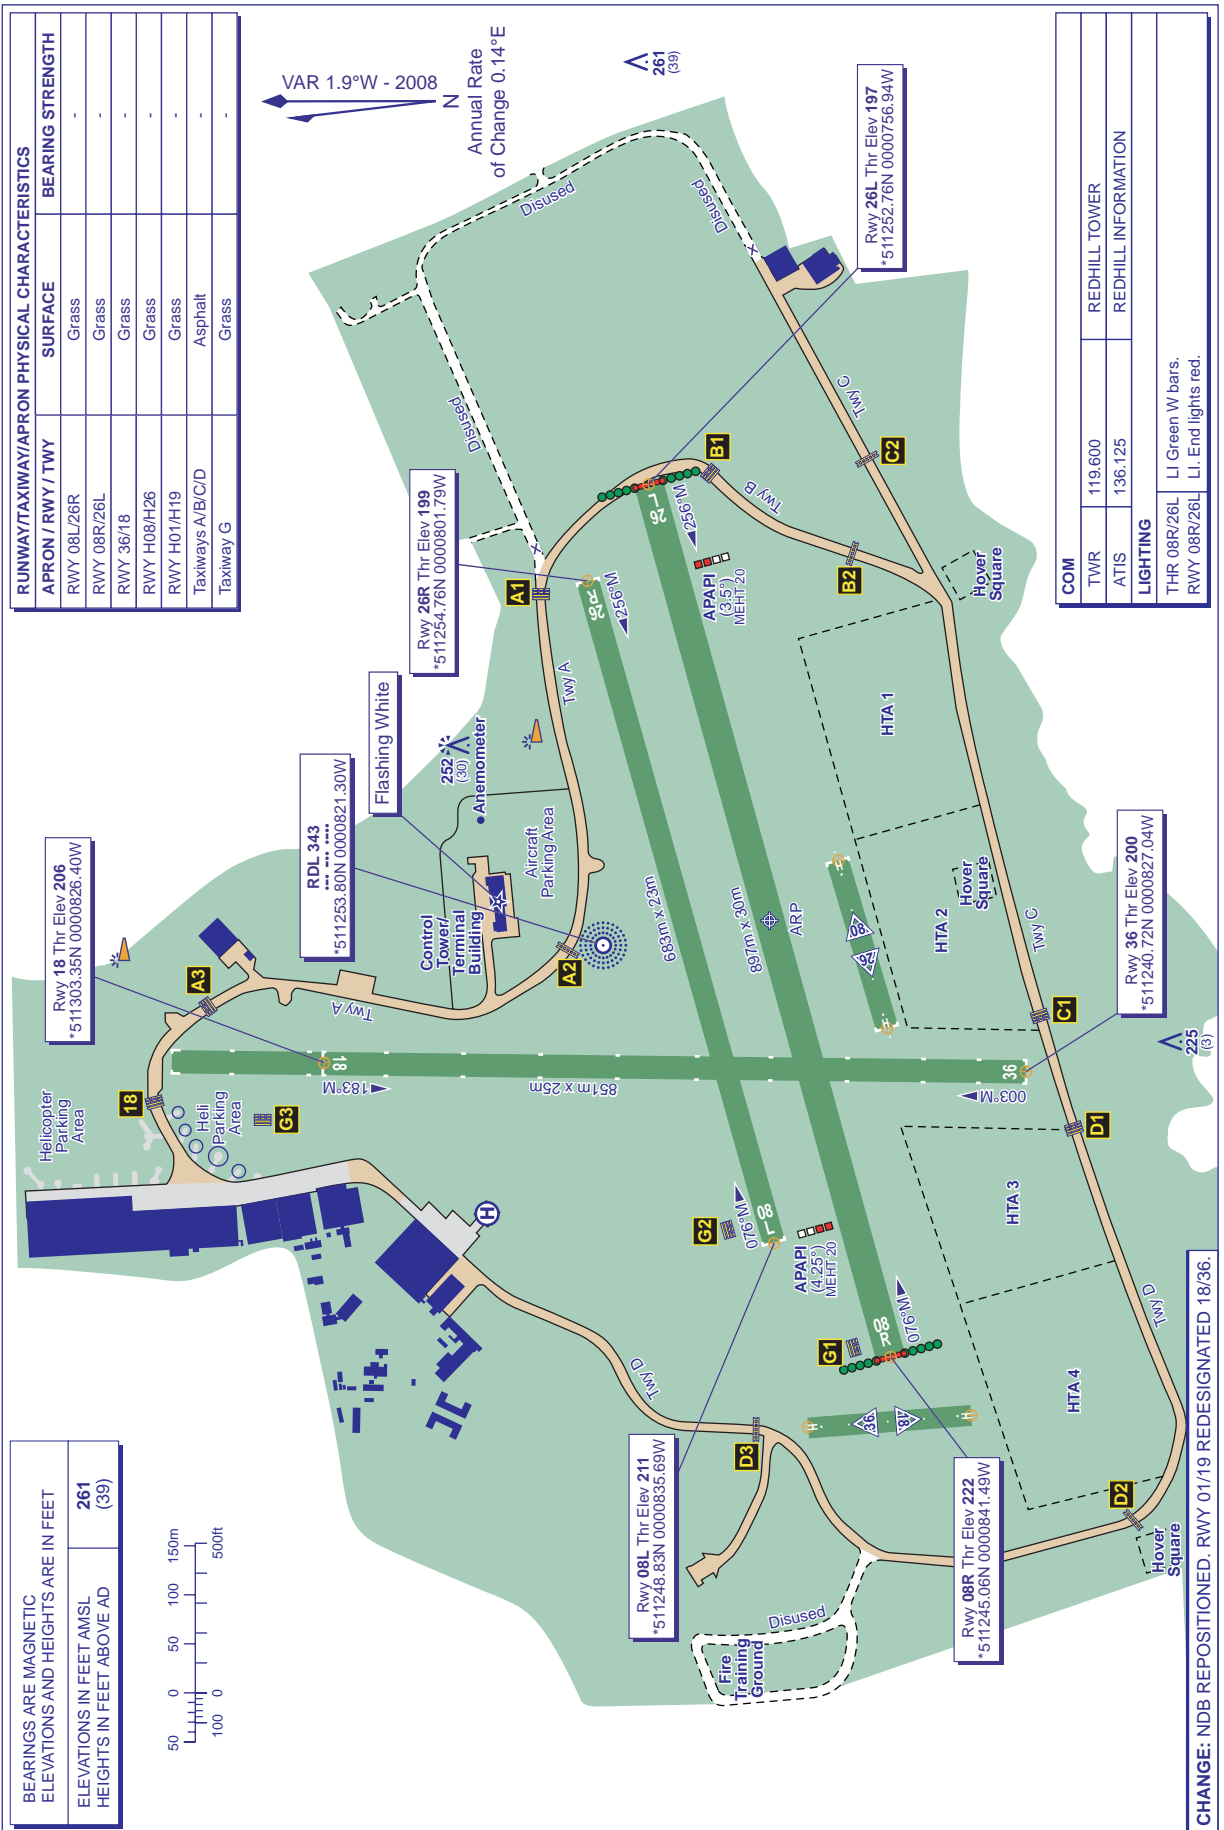 BEARINGS ARE MAGNETIC
ELEVATIONS AND HEIGHTS ARE IN FEET
ELEVATIONS IN FEET AMSL
HEIGHTS IN FEET ABOVE AD
261
(39)
50 0 50 100 150m
100 0 500ft
RUNWAY/TAXIWAY/APRON PHYSICAL CHARACTERISTICS
APRON / RWY / TWY SURFACE BEARING STRENGTH
RWY 08L/26R Grass -
RWY 08R/26L Grass -
RWY 36/18 Grass -
RWY H08/H26 Grass -
RWY H01/H19 Grass -
Taxiways A/B/C/D Asphalt -
Taxiway G Grass -
VAR 1.9°W - 2008
N
Annual Rate
of Change 0.14°E
261
(39)
Rwy 18 Thr Elev 206
*511303.35N 0000826.40W
RDL 343
*511253.80N 0000821.30W
Flashing White
Rwy 26R Thr Elev 199
*511254.76N 0000801.79W
Rwy 26L Thr Elev 197
*511252.76N 0000756.94W
Rwy 36 Thr Elev 200
*511240.72N 0000827.04W
Rwy 08L Thr Elev 211
*511248.83N 0000835.69W
Rwy 08R Thr Elev 222
*511245.06N 0000841.49W
Helicopter
Parking
Area
Heli
Parking
Area
18
G3
A3
Twy A
H
Control
Tower/
Terminal
Building
252
(30)
Anemometer
Aircraft
Parking Area
A2
Twy A
A1
Disused
Disused
Disused
B1
Twy B
B2
Twy C
C2
Hover
Square
18
183°M
851m x 25m
36
003°M
26
R
256°M
683m x 23m
08
L
076°M
26
L
256°M
897m x 30m
08
R
076°M
ARP
APAPI
(3.5°)
MEHT 20
APAPI
(4.25°)
MEHT 20
G2
G1
H
08
26
H
H
36
18
H
HTA 1
HTA 2
Hover
Square
Twy C
C1
225
(3)
D1
HTA 3
HTA 4
Twy D
D2
Hover
Square
Twy D
D3
Disused
Fire
Training
Ground
COM
TWR 119.600 REDHILL TOWER
ATIS 136.125 REDHILL INFORMATION
LIGHTING
THR 08R/26L LI Green W bars.
RWY 08R/26L LI. End lights red.
CHANGE: NDB REPOSITIONED. RWY 01/19 REDESIGNATED 18/36.